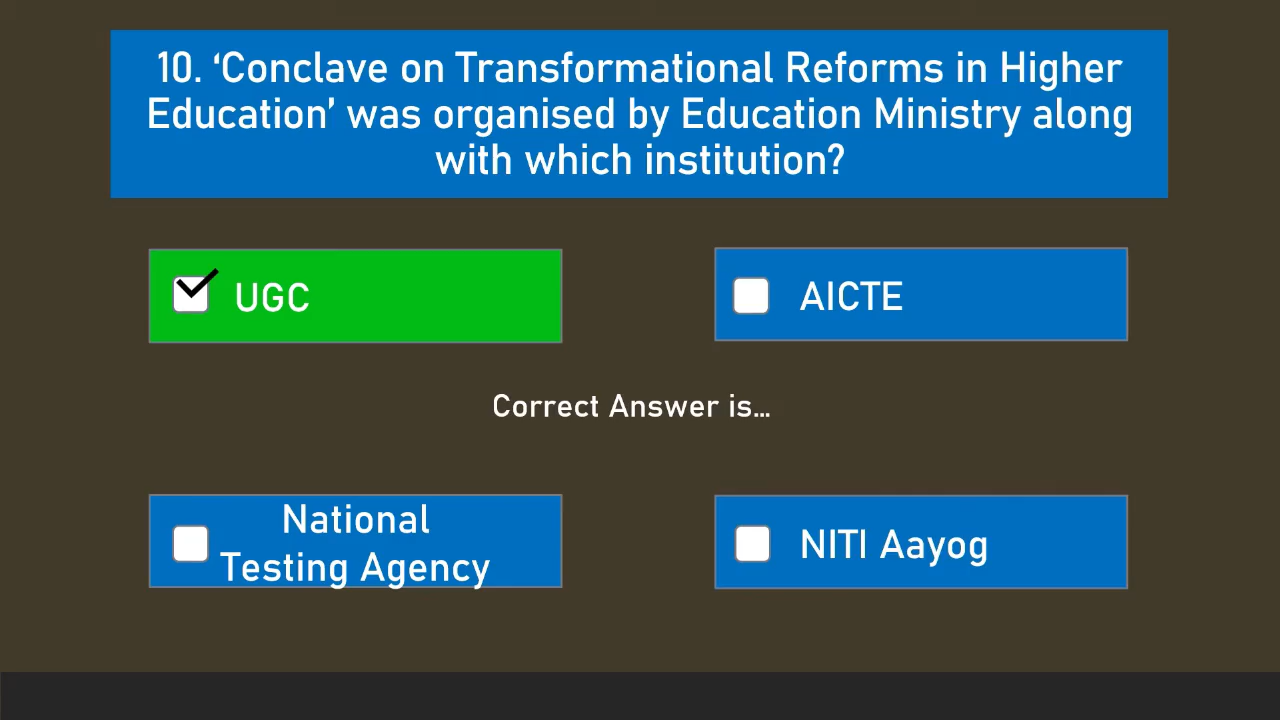 10. ‘Conclave on Transformational Reforms in Higher
Education’ was organised by Education Ministry along
with which institution?
UGC
AICTE
Correct Answer is...
National
Testing Agency
NITI Aayog